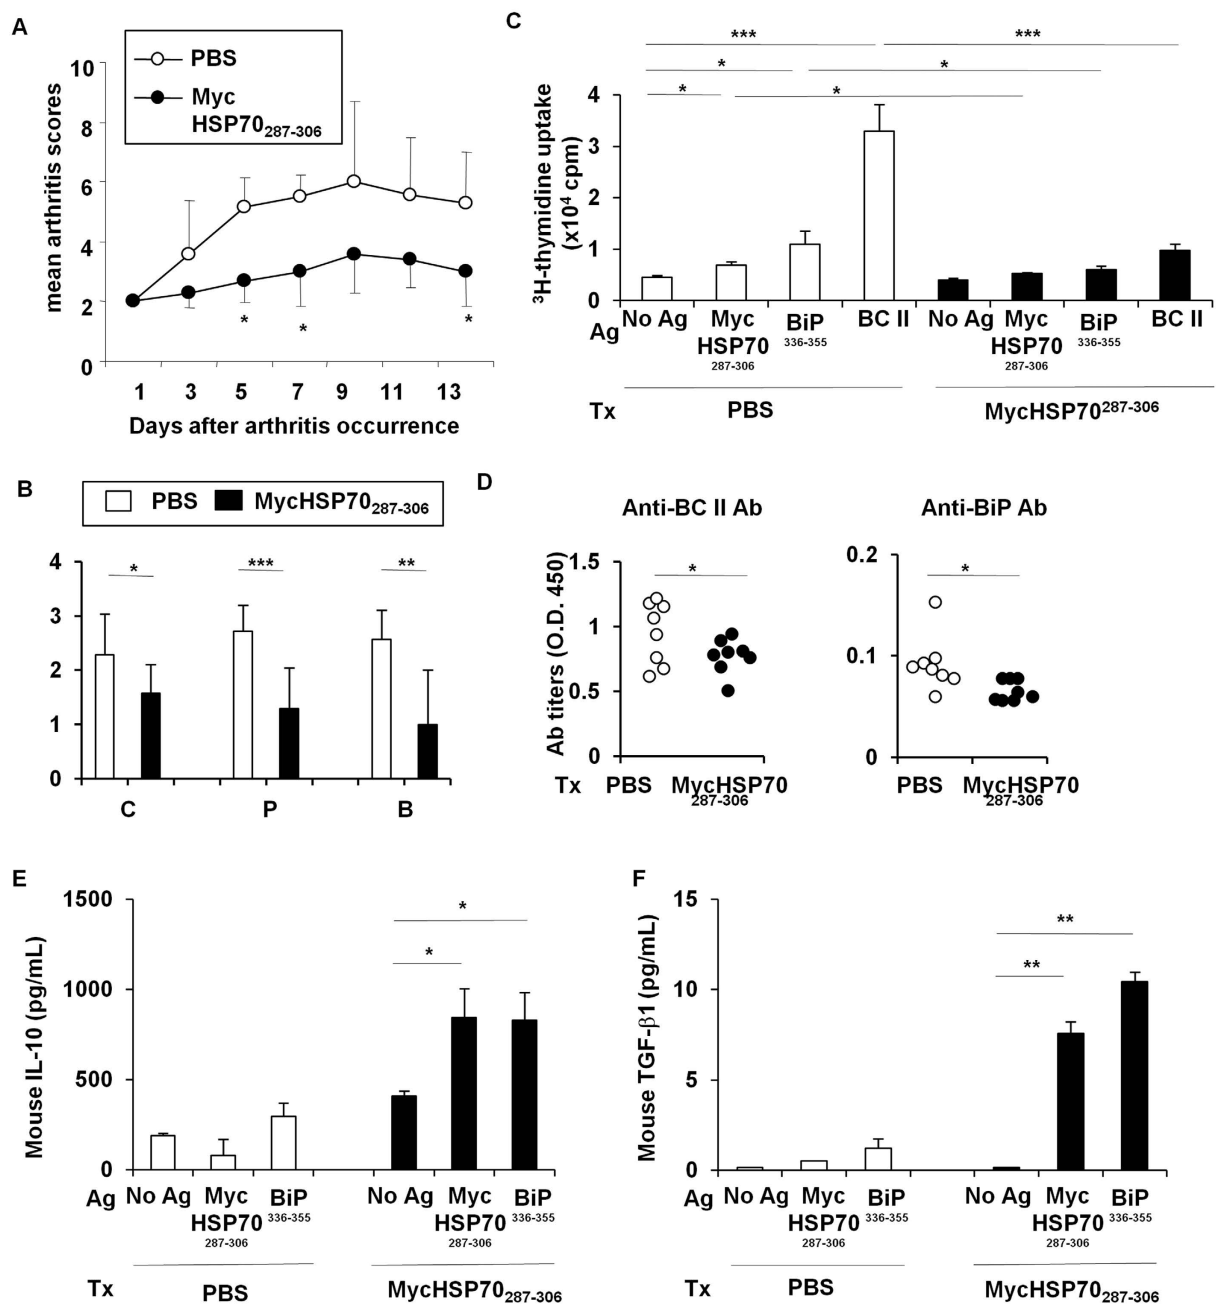 A
PBS
Myc
HSP70287-306
mean arthritis scores
10
8
6
4
2
0
* * *
1 3 5 7 9 11 13
Days after arthritis occurrence
B
PBS MycHSP70287-306
4
3
2
1
0
* *** **
C P B
C
*** ***
* *
* *
³H-thymidine uptake
(x10⁴ cpm)
4
3
2
1
0
Ag No Ag Myc BiP BC II No Ag Myc BiP BC II
HSP70 336-355 HSP70 336-355
287-306 287-306
Tx PBS MycHSP70287-306
D
Anti-BC II Ab Anti-BiP Ab
Ab titers (O.D. 450)
1.5
1
0.5
0
*
0.2
0.1
0
*
Tx PBS MycHSP70 PBS MycHSP70
287-306 287-306
E
Mouse IL-10 (pg/mL)
1500
1000
500
0
*
*
Ag No Ag Myc BiP No Ag Myc BiP
HSP70 336-355 HSP70 336-355
287-306 287-306
Tx PBS MycHSP70287-306
F
Mouse TGF-β1 (pg/mL)
15
10
5
0
**
**
Ag No Ag Myc BiP No Ag Myc BiP
HSP70 336-355 HSP70 336-355
287-306 287-306
Tx PBS MycHSP70287-306